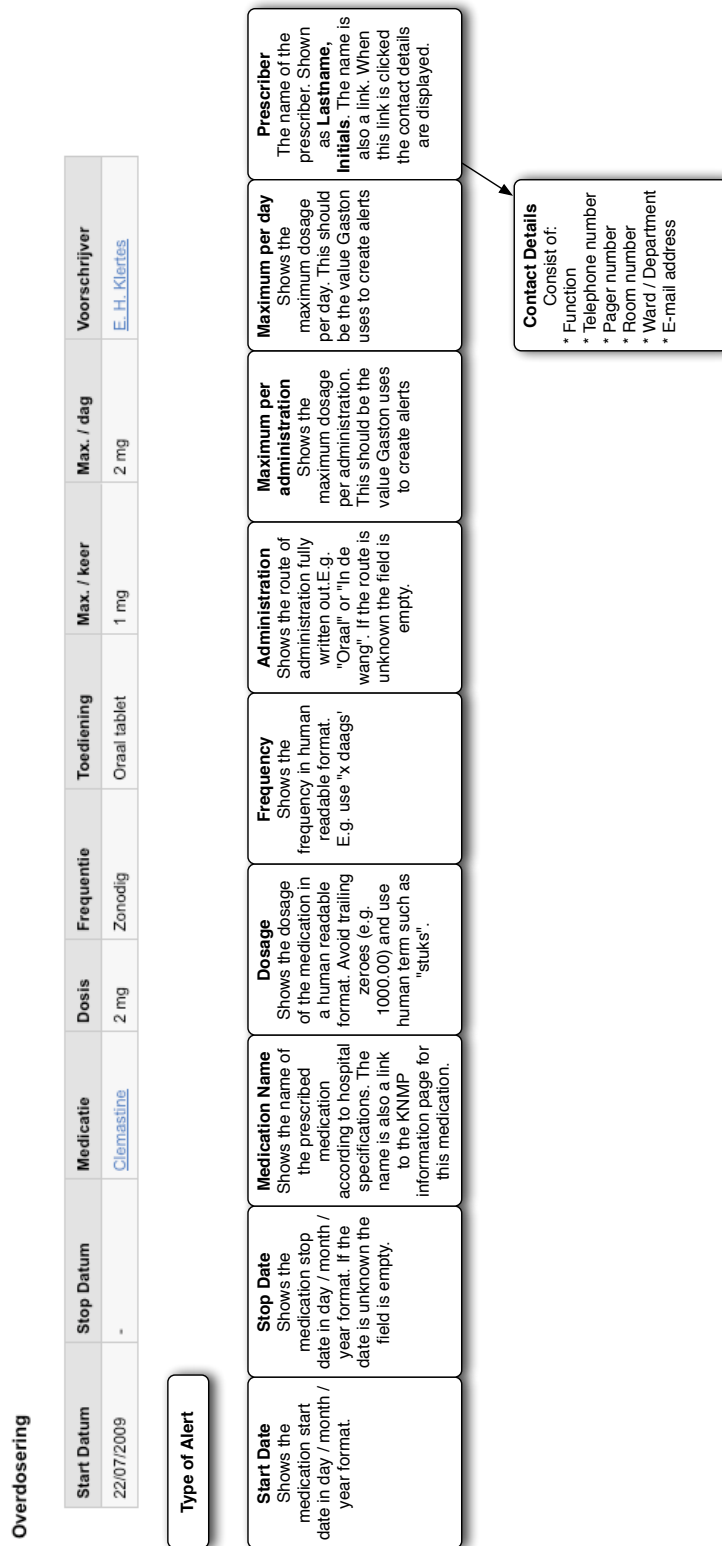 Overdosering
Start Datum Stop Datum Medicatie Dosis Frequentie Toediening Max. / keer Max. / dag Voorschrijver
22/07/2009 - Clemastine 2 mg Zonodig Oraal tablet 1 mg 2 mg E. H. Klertes
Type of Alert
Start Date
Shows the
medication start
date in day / month /
year format.
Stop Date
Shows the
medication stop
date in day / month /
year format. If the
date is unknown the
field is empty.
Medication Name
Shows the name of
the prescribed
medication
according to hospital
specifications. The
name is also a link
to the KNMP
information page for
this medication.
Dosage
Shows the dosage
of the medication in
a human readable
format. Avoid trailing
zeroes (e.g.
1000.00) and use
human term such as
"stuks".
Frequency
Shows the
frequency in human
readable format.
E.g. use "x daags'
Administration
Shows the route of
administration fully
written out.E.g.
"Oraal" or "In de
wang". If the route is
unknown the field is
empty.
Maximum per
administration
Shows the
maximum dosage
per administration.
This should be the
value Gaston uses
to create alerts
Maximum per day
Shows the
maximum dosage
per day. This should
be the value Gaston
uses to create alerts
Prescriber
The name of the
prescriber. Shown
as Lastname,
Initials. The name is
also a link. When
this link is clicked
the contact details
are displayed.
Contact Details
Consist of:
* Function
* Telephone number
* Pager number
* Room number
* Ward / Department
* E-mail address